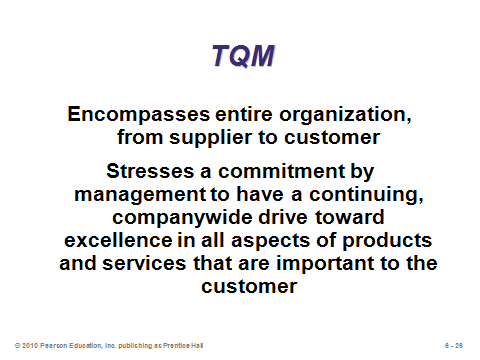 TQM
Encompasses entire organization,
from supplier to customer
Stresses a commitment by
management to have a continuing,
companywide drive toward
excellence in all aspects of products
and services that are important to the
customer
© 2010 Pearson Education, Inc. publishing as Prentice Hall
6 - 26